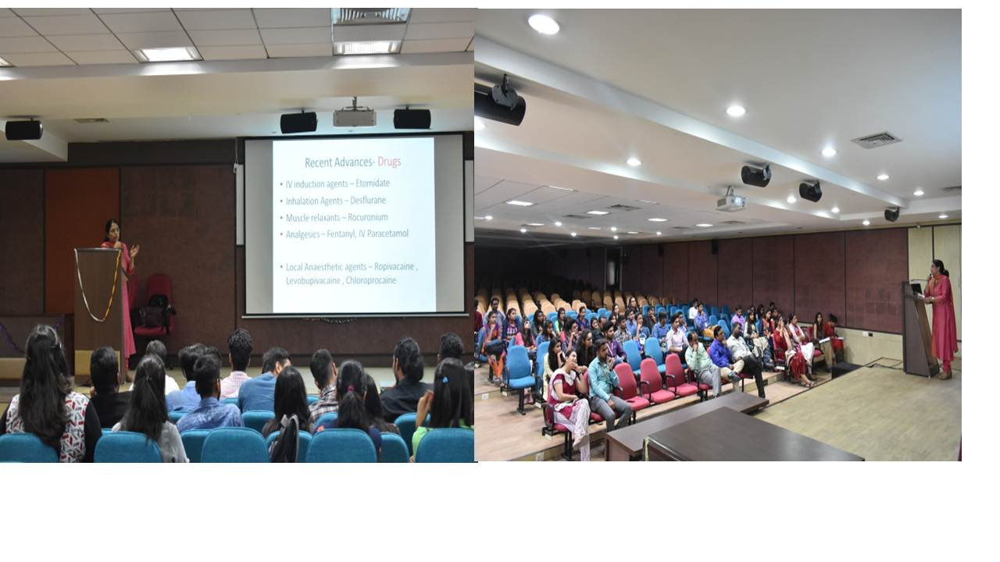 Recent Advances- Drugs
• IV induction agents – Etomidate
• Inhalation Agents – Desflurane
• Muscle relaxants – Rocuronium
• Analgesics – Fentanyl, IV Paracetamol
• Local Anaesthetic agents – Ropivacaine ,
Levobupivacaine , Chloroprocaine